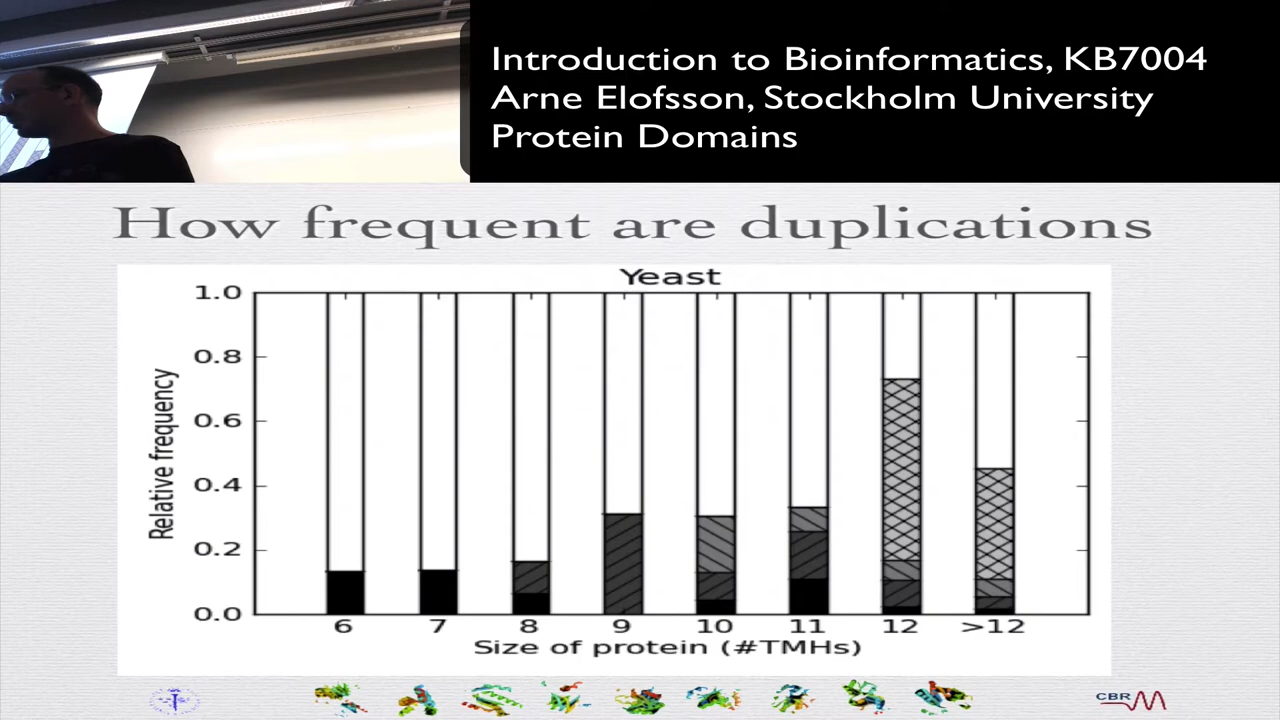 Introduction to Bioinformatics, KB7004
Arne Elofsson, Stockholm University
Protein Domains
How frequent are duplications
Yeast
1.0
0.8
0.6
0.4
0.2
0.0
Relative frequency
6 7 8 9 10 11 12 >12
Size of protein (#TMHs)
CBR